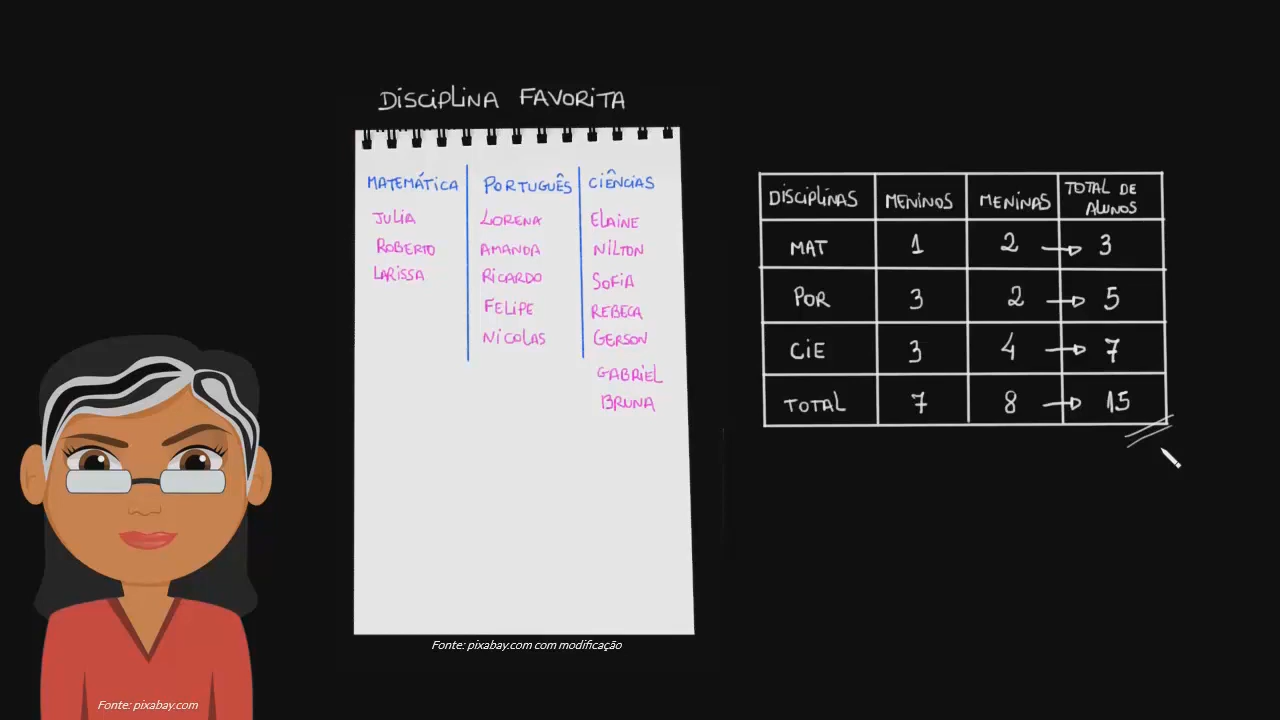 DISCIPLINA FAVORITA
MATEMÁTICA PORTUGUÊS CIÊNCIAS
JULIA LORENA ELAINE
ROBERTO AMANDA NILTON
LARISSA RICARDO SOFIA
FELIPE REBECA
NICOLAS GERSON
GABRIEL
BRUNA
Fonte: pixabay.com com modificação
DISCIPLINAS MENINOS MENINAS TOTAL DE ALUNOS
MAT 1 2 → 3
POR 3 2 → 5
CIE 3 4 → 7
TOTAL 7 8 → 15
Fonte: pixabay.com